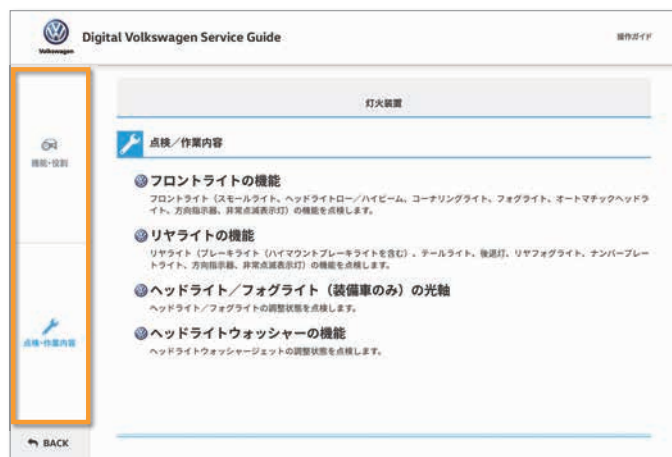 Volkswagen
Digital Volkswagen Service Guide
操作ガイド
機能・役割
点検・作業内容
BACK
灯火装置
点検／作業内容
フロントライトの機能
フロントライト（スモールライト、ヘッドライトロー／ハイビーム、コーナリングライト、フォグライト、オートマチックヘッドラ
イト、方向指示器、非常点滅表示灯）の機能を点検します。
リヤライトの機能
リヤライト（ブレーキライト（ハイマウントブレーキライトを含む）、テールライト、後退灯、リヤフォグライト、ナンバープレー
トライト、方向指示器、非常点滅表示灯）の機能を点検します。
ヘッドライト／フォグライト（装備車のみ）の光軸
ヘッドライト／フォグライトの調整状態を点検します。
ヘッドライトウォッシャーの機能
ヘッドライトウォッシャージェットの調整状態を点検します。